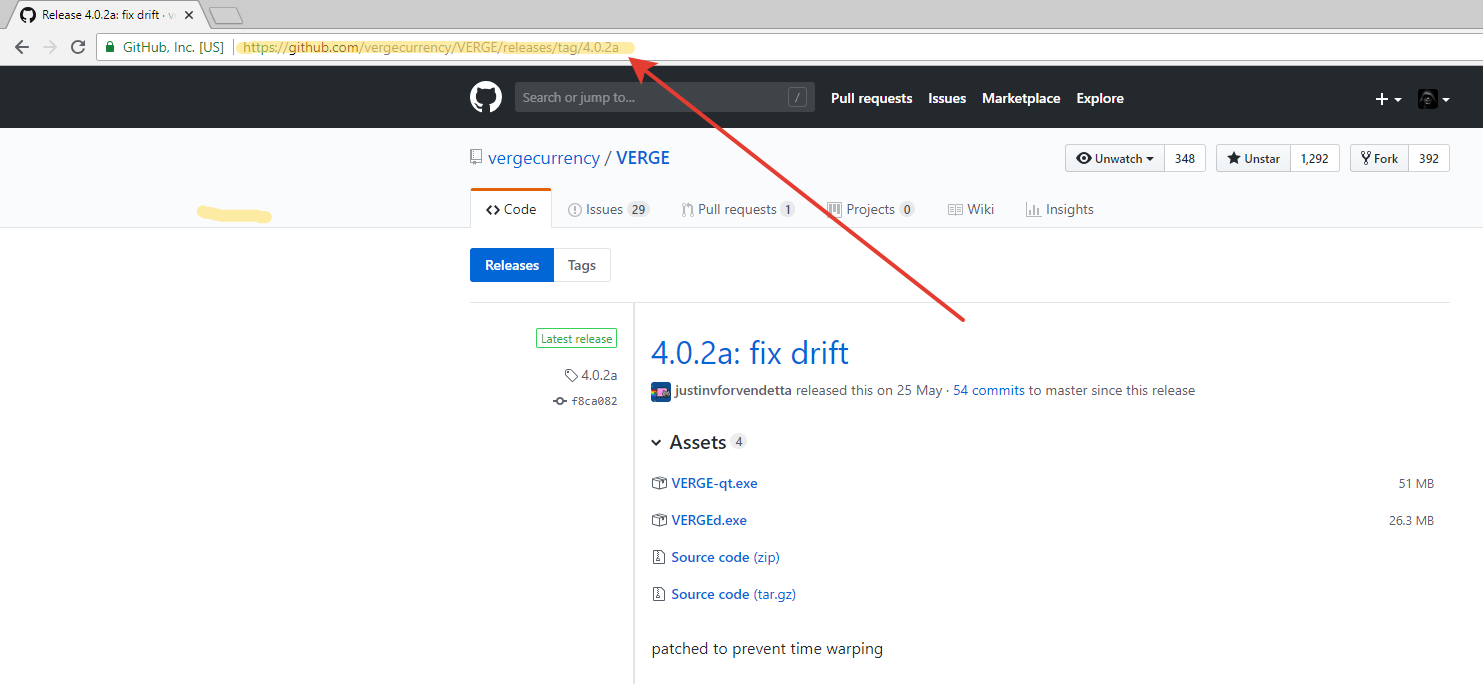 Release 4.0.2a: fix drift · v
GitHub, Inc. [US] https://github.com/vergecurrency/VERGE/releases/tag/4.0.2a
Search or jump to... / Pull requests Issues Marketplace Explore
vergecurrency / VERGE Unwatch 348 Unstar 1,292 Fork 392
Code Issues 29 Pull requests 1 Projects 0 Wiki Insights
Releases Tags
Latest release
4.0.2a
f8ca082
4.0.2a: fix drift
justinvforvendetta released this on 25 May · 54 commits to master since this release
Assets 4
VERGE-qt.exe 51 MB
VERGEd.exe 26.3 MB
Source code (zip)
Source code (tar.gz)
patched to prevent time warping